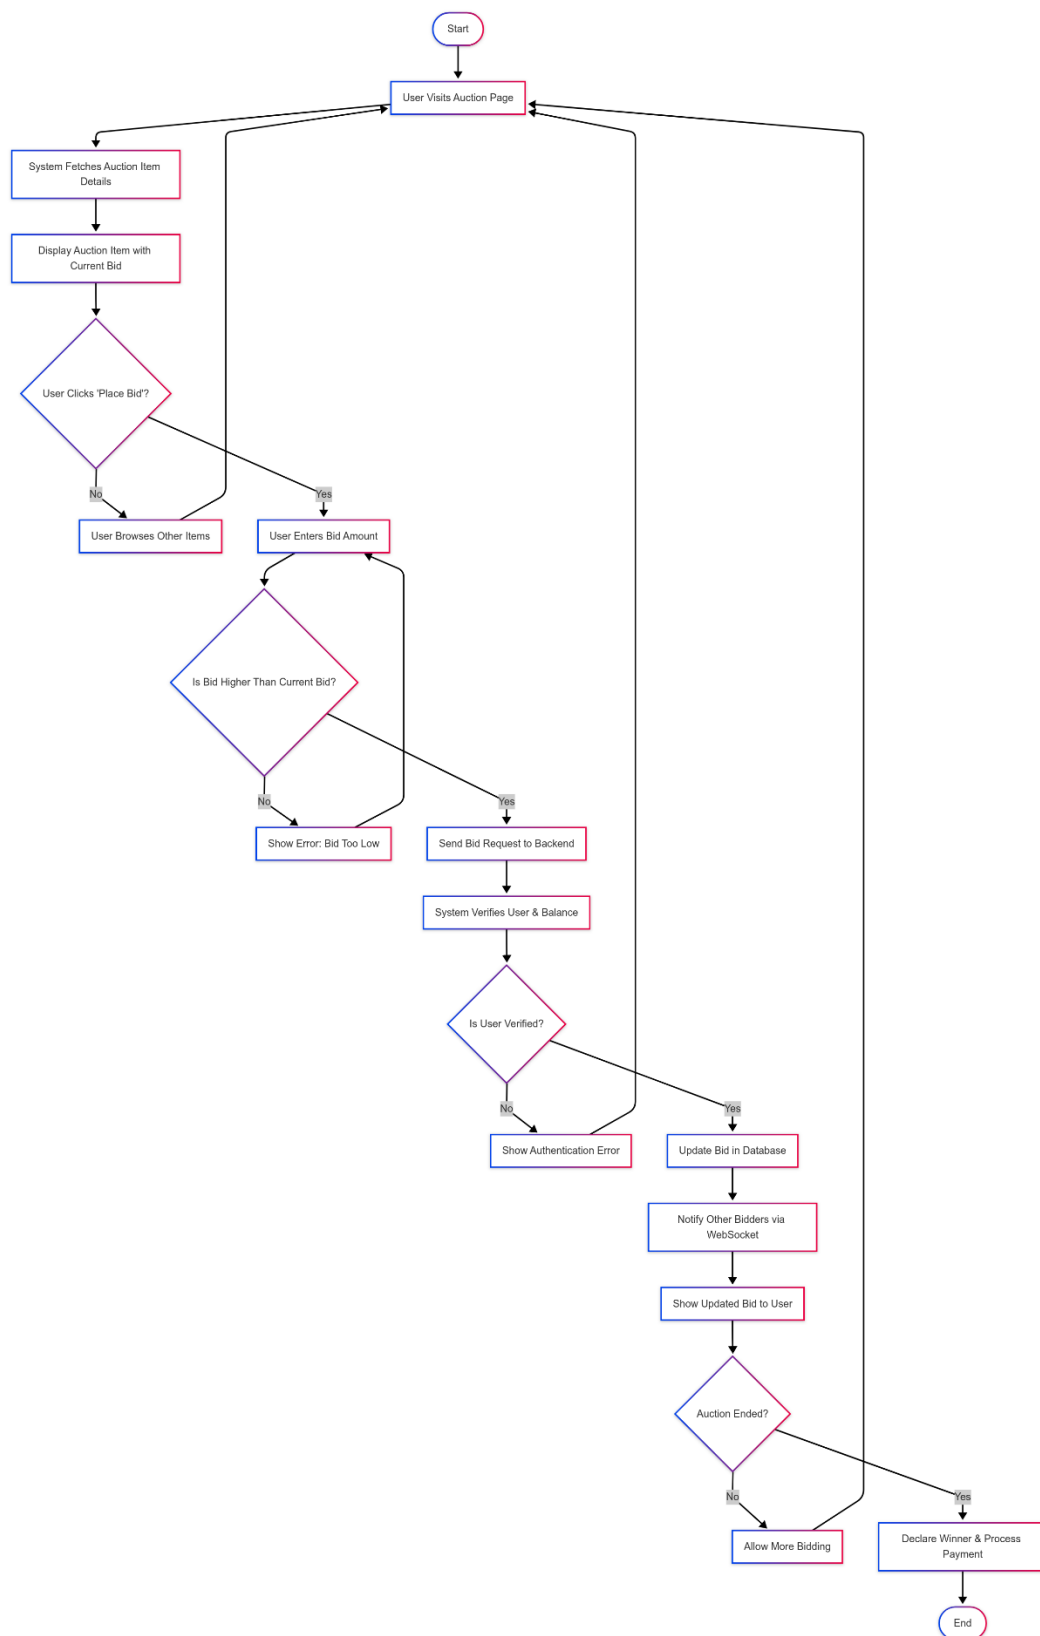 Start
User Visits Auction Page
System Fetches Auction Item
Details
Display Auction Item with
Current Bid
User Clicks 'Place Bid'?
No
Yes
User Browses Other Items
User Enters Bid Amount
Is Bid Higher Than Current Bid?
No
Yes
Show Error: Bid Too Low
Send Bid Request to Backend
System Verifies User & Balance
Is User Verified?
No
Yes
Show Authentication Error
Update Bid in Database
Notify Other Bidders via
WebSocket
Show Updated Bid to User
Auction Ended?
No
Yes
Allow More Bidding
Declare Winner & Process
Payment
End